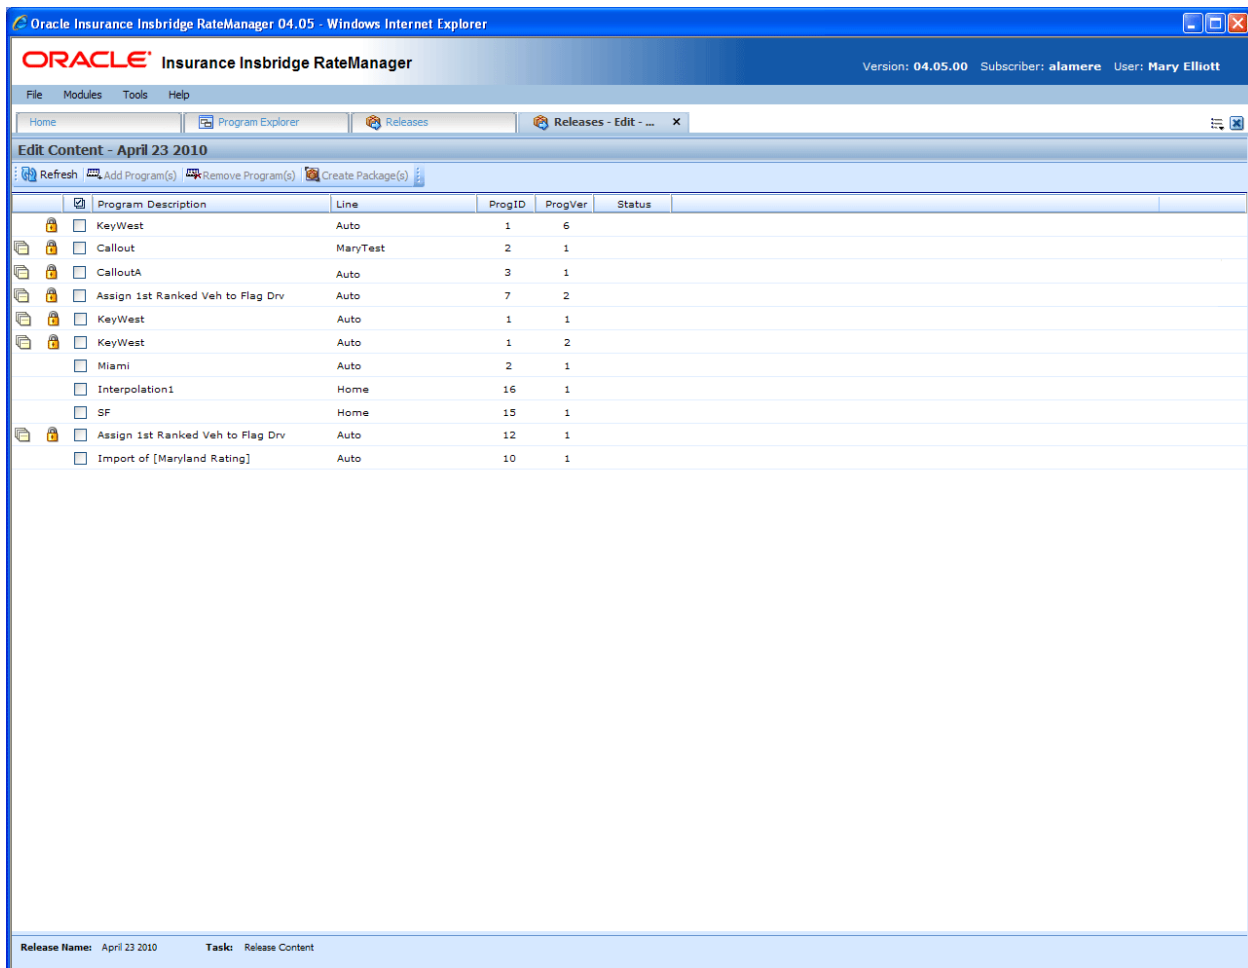 Oracle Insurance Insbridge RateManager 04.05 - Windows Internet Explorer
ORACLE® Insurance Insbridge RateManager
Version: 04.05.00 Subscriber: alamere User: Mary Elliott
File Modules Tools Help
Home Program Explorer Releases Releases - Edit - ...
Edit Content - April 23 2010
Refresh Add Program(s) Remove Program(s) Create Package(s)
Program Description Line ProgID ProgVer Status
KeyWest Auto 1 6
Callout MaryTest 2 1
CalloutA Auto 3 1
Assign 1st Ranked Veh to Flag Drv Auto 7 2
KeyWest Auto 1 1
KeyWest Auto 1 2
Miami Auto 2 1
Interpolation1 Home 16 1
SF Home 15 1
Assign 1st Ranked Veh to Flag Drv Auto 12 1
Import of [Maryland Rating] Auto 10 1
Release Name: April 23 2010 Task: Release Content